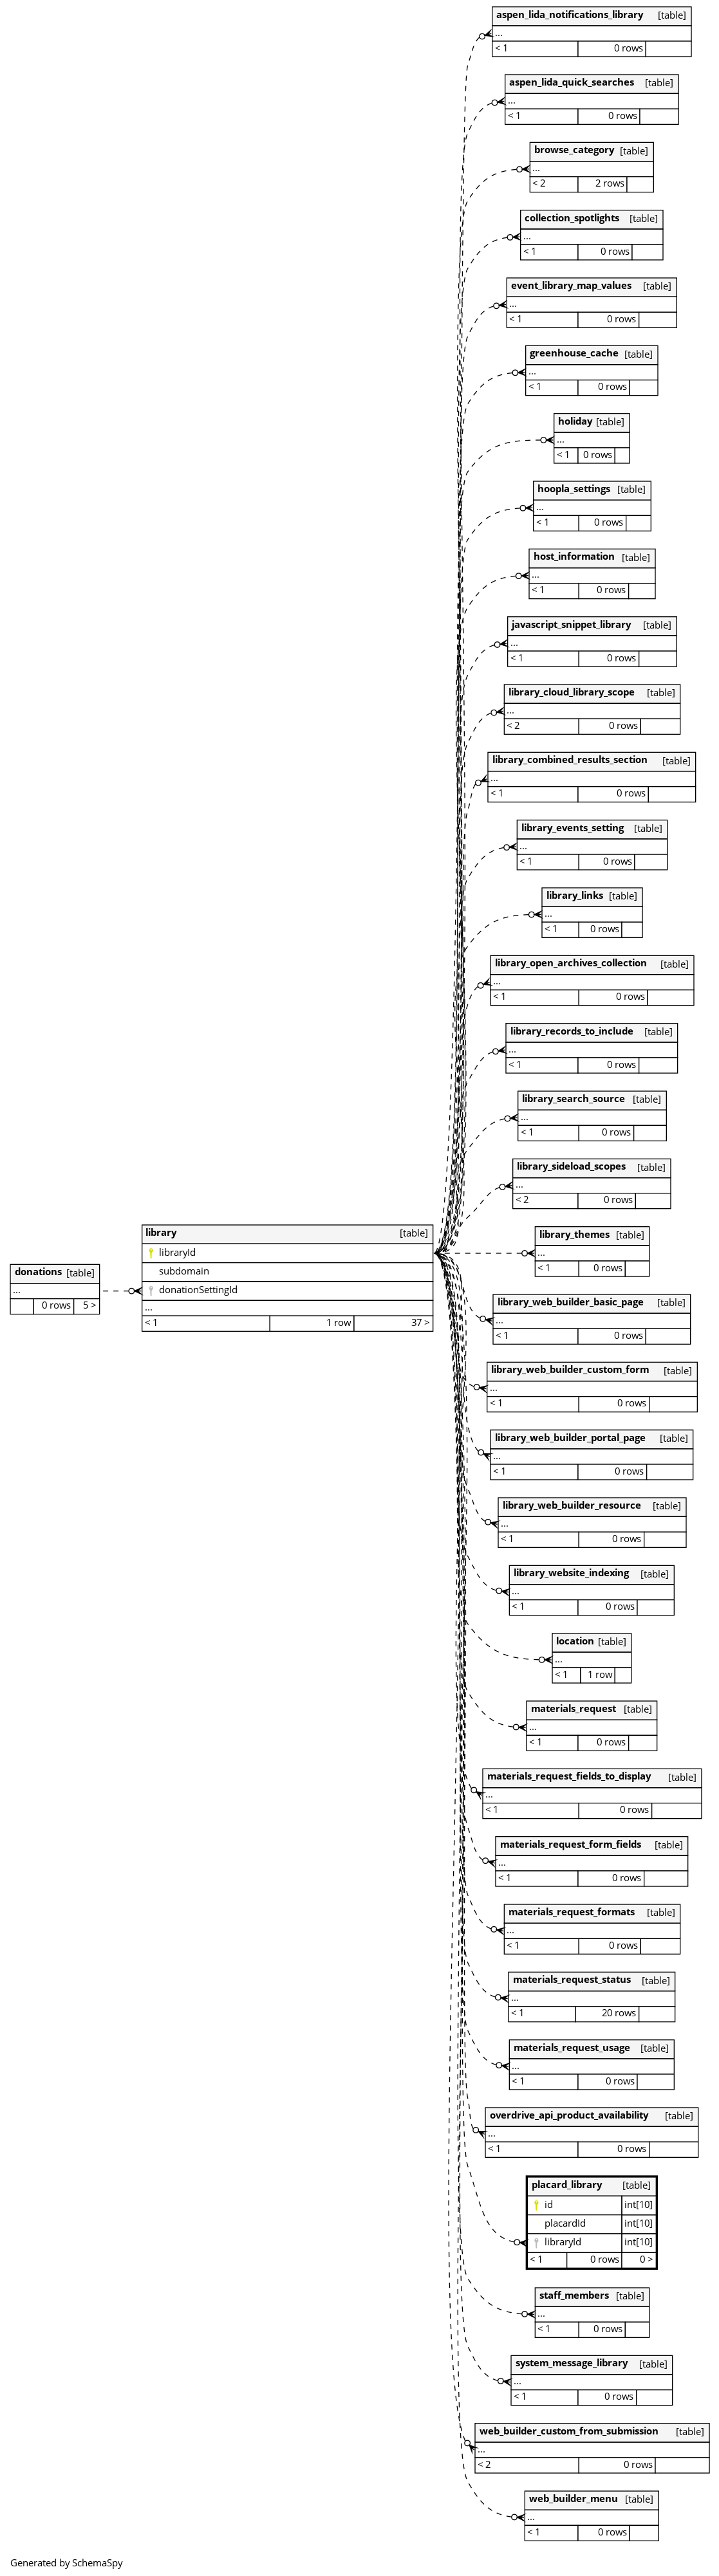 aspen_lida_notifications_library [table]
...
< 1 0 rows
aspen_lida_quick_searches [table]
...
< 1 0 rows
browse_category [table]
...
< 2 2 rows
collection_spotlights [table]
...
< 1 0 rows
event_library_map_values [table]
...
< 1 0 rows
greenhouse_cache [table]
...
< 1 0 rows
holiday [table]
...
< 1 0 rows
hoopla_settings [table]
...
< 1 0 rows
host_information [table]
...
< 1 0 rows
javascript_snippet_library [table]
...
< 1 0 rows
library_cloud_library_scope [table]
...
< 2 0 rows
library_combined_results_section [table]
...
< 1 0 rows
library_events_setting [table]
...
< 1 0 rows
library_links [table]
...
< 1 0 rows
library_open_archives_collection [table]
...
< 1 0 rows
library_records_to_include [table]
...
< 1 0 rows
library_search_source [table]
...
< 1 0 rows
library_sideload_scopes [table]
...
< 2 0 rows
donations [table]
...
0 rows 5 >
library [table]
libraryId
subdomain
donationSettingId
...
< 1 1 row 37 >
library_themes [table]
...
< 1 0 rows
library_web_builder_basic_page [table]
...
< 1 0 rows
library_web_builder_custom_form [table]
...
< 1 0 rows
library_web_builder_portal_page [table]
...
< 1 0 rows
library_web_builder_resource [table]
...
< 1 0 rows
library_website_indexing [table]
...
< 1 0 rows
location [table]
...
< 1 1 row
materials_request [table]
...
< 1 0 rows
materials_request_fields_to_display [table]
...
< 1 0 rows
materials_request_form_fields [table]
...
< 1 0 rows
materials_request_formats [table]
...
< 1 0 rows
materials_request_status [table]
...
< 1 20 rows
materials_request_usage [table]
...
< 1 0 rows
overdrive_api_product_availability [table]
...
< 1 0 rows
placard_library [table]
id int[10]
placardId int[10]
libraryId int[10]
< 1 0 rows 0 >
staff_members [table]
...
< 1 0 rows
system_message_library [table]
...
< 1 0 rows
web_builder_custom_from_submission [table]
...
< 2 0 rows
web_builder_menu [table]
...
< 1 0 rows
Generated by SchemaSpy